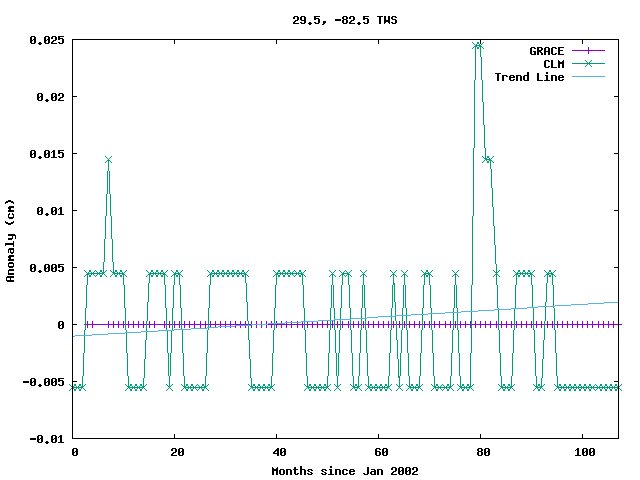 29.5, -82.5 TWS
GRACE
CLM
Trend Line
0.025
0.02
0.015
0.01
0.005
0
-0.005
-0.01
Anomaly (cm)
0 20 40 60 80 100
Months since Jan 2002